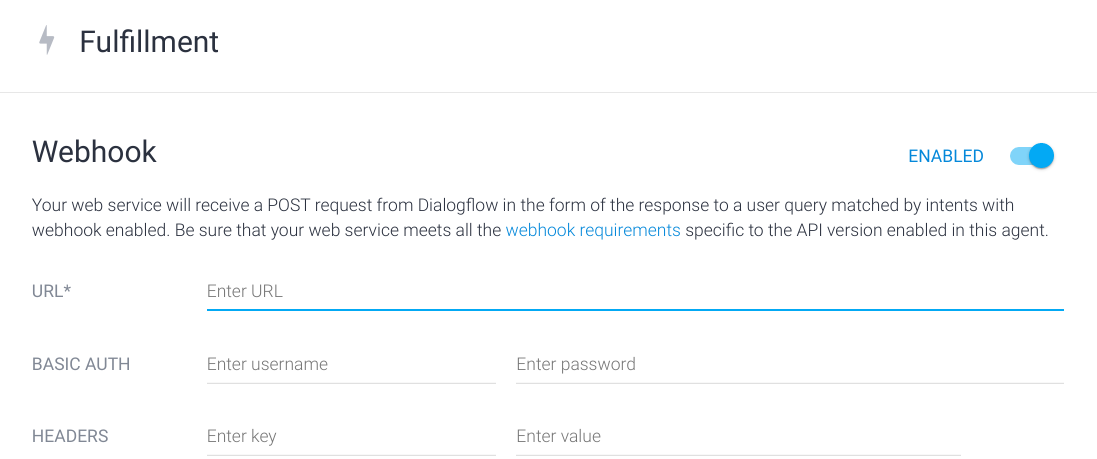 Fulfillment
Webhook
ENABLED
Your web service will receive a POST request from Dialogflow in the form of the response to a user query matched by intents with
webhook enabled. Be sure that your web service meets all the webhook requirements specific to the API version enabled in this agent.
URL* Enter URL
BASIC AUTH Enter username Enter password
HEADERS Enter key Enter value